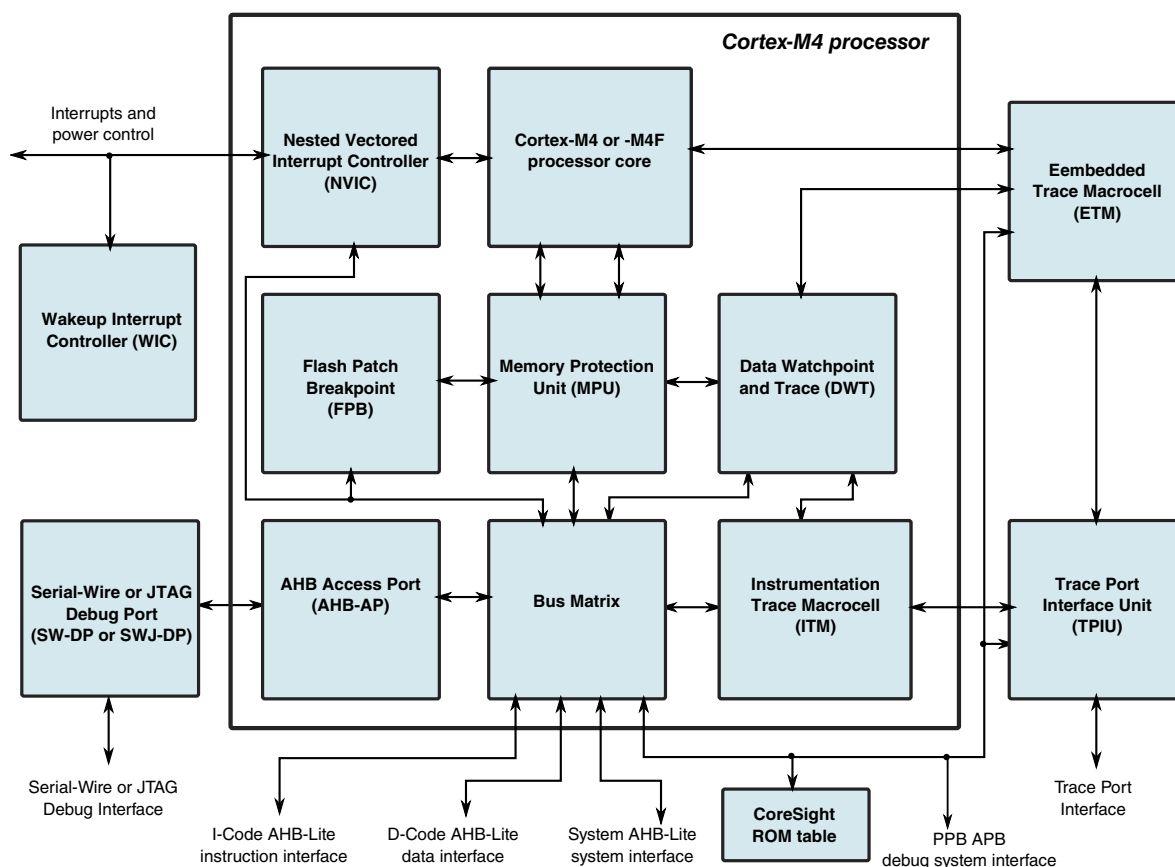 Cortex-M4 processor
Interrupts and
power control
Nested Vectored
Interrupt Controller
(NVIC)
Cortex-M4 or -M4F
processor core
Eembedded
Trace Macrocell
(ETM)
Wakeup Interrupt
Controller (WIC)
Flash Patch
Breakpoint
(FPB)
Memory Protection
Unit (MPU)
Data Watchpoint
and Trace (DWT)
Serial-Wire or JTAG
Debug Port
(SW-DP or SWJ-DP)
AHB Access Port
(AHB-AP)
Bus Matrix
Instrumentation
Trace Macrocell
(ITM)
Trace Port
Interface Unit
(TPIU)
Serial-Wire or JTAG
Debug Interface
I-Code AHB-Lite
instruction interface
D-Code AHB-Lite
data interface
System AHB-Lite
system interface
CoreSight
ROM table
PPB APB
debug system interface
Trace Port
Interface